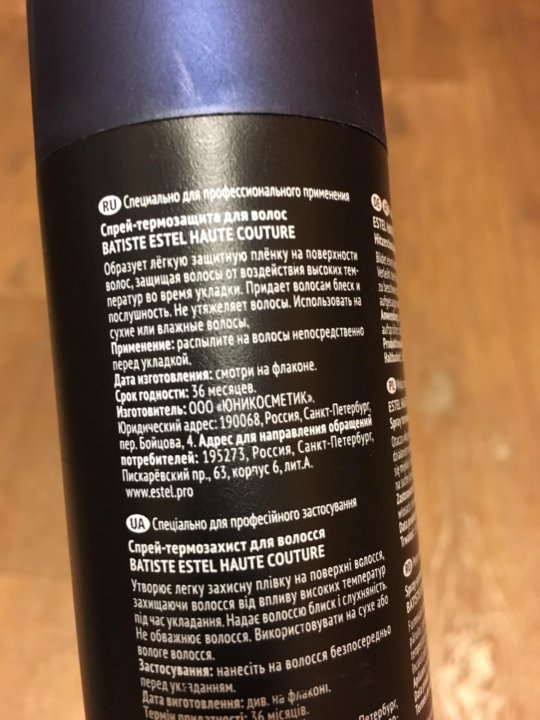 RU Специально для профессионального применения
Спрей-термозащита для волос
BATISTE ESTEL HAUTE COUTURE
Образует лёгкую защитную плёнку на поверхности
волос, защищая волосы от воздействия высоких тем-
ператур во время укладки. Придает волосам блеск и
послушность. Не утяжеляет волосы. Использовать на
сухие или влажные волосы.
Применение: распылите на волосы непосредственно
перед укладкой.
Дата изготовления: смотри на флаконе.
Срок годности: 36 месяцев.
Изготовитель: ООО «ЮНИКОСМЕТИК».
Юридический адрес: 190068, Россия, Санкт-Петербург,
пер. Бойцова, 4. Адрес для направления обращений
потребителей: 195273, Россия, Санкт-Петербург,
Пискарёвский пр., 63, корпус 6, лит.А.
www.estel.pro
UA Спеціально для професійного застосування
Спрей-термозахист для волосся
BATISTE ESTEL HAUTE COUTURE
Утворює легку захисну плівку на поверхні волосся,
захищаючи волосся від впливу високих температур
під час укладання. Надає волоссю блиск і слухняність.
Не обважнює волосся. Використовувати на сухе або
вологе волосся.
Застосування: нанесіть на волосся безпосередньо
перед укладанням.
Дата виготовлення: див. на флаконі.
Термін придатності: 36 місяців.